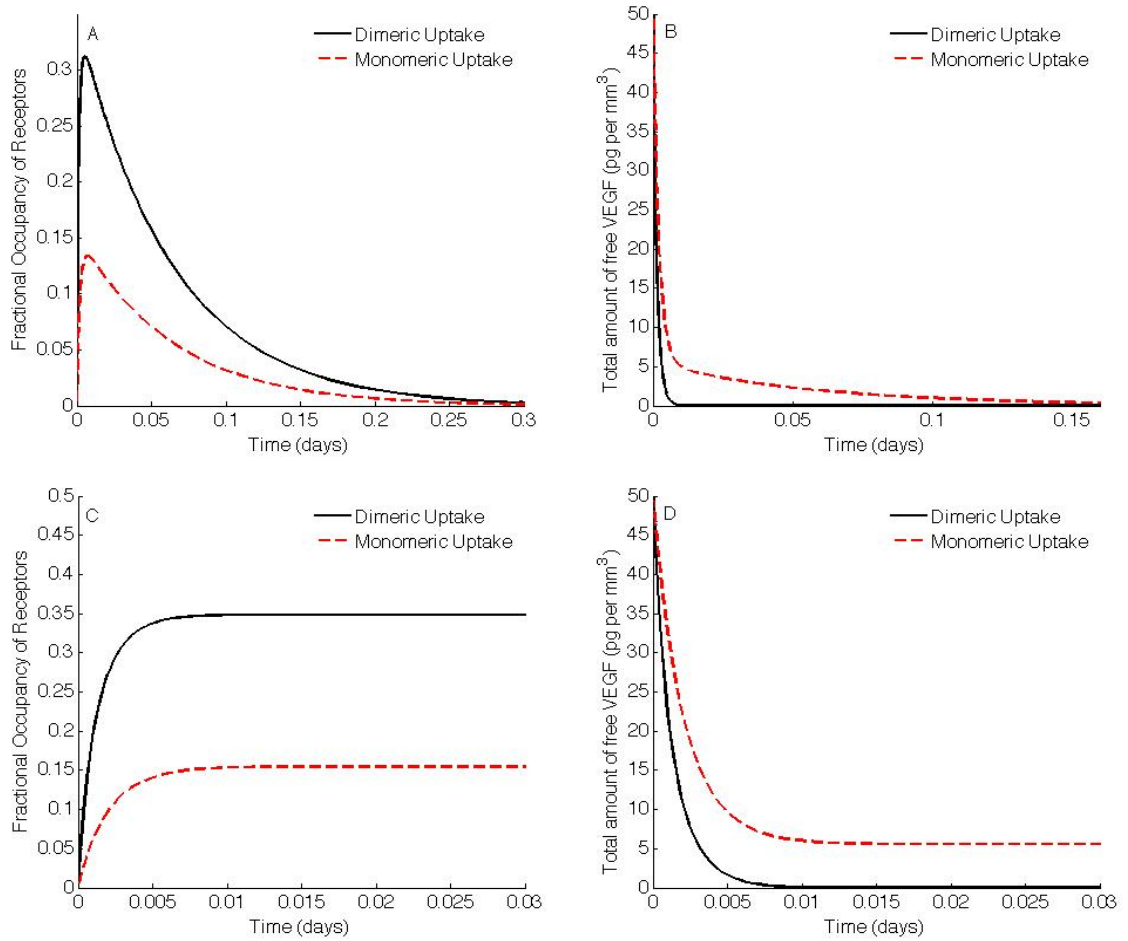 A
Dimeric Uptake
Monomeric Uptake
Fractional Occupancy of Receptors
0.3
0.25
0.2
0.15
0.1
0.05
0
0 0.05 0.1 0.15 0.2 0.25 0.3
Time (days)
B
Dimeric Uptake
Monomeric Uptake
Total amount of free VEGF (pg per mm³)
50
45
40
35
30
25
20
15
10
5
0
0 0.05 0.1 0.15
Time (days)
C
Dimeric Uptake
Monomeric Uptake
Fractional Occupancy of Receptors
0.5
0.45
0.4
0.35
0.3
0.25
0.2
0.15
0.1
0.05
0
0 0.005 0.01 0.015 0.02 0.025 0.03
Time (days)
D
Dimeric Uptake
Monomeric Uptake
Total amount of free VEGF (pg per mm³)
50
45
40
35
30
25
20
15
10
5
0
0 0.005 0.01 0.015 0.02 0.025 0.03
Time (days)